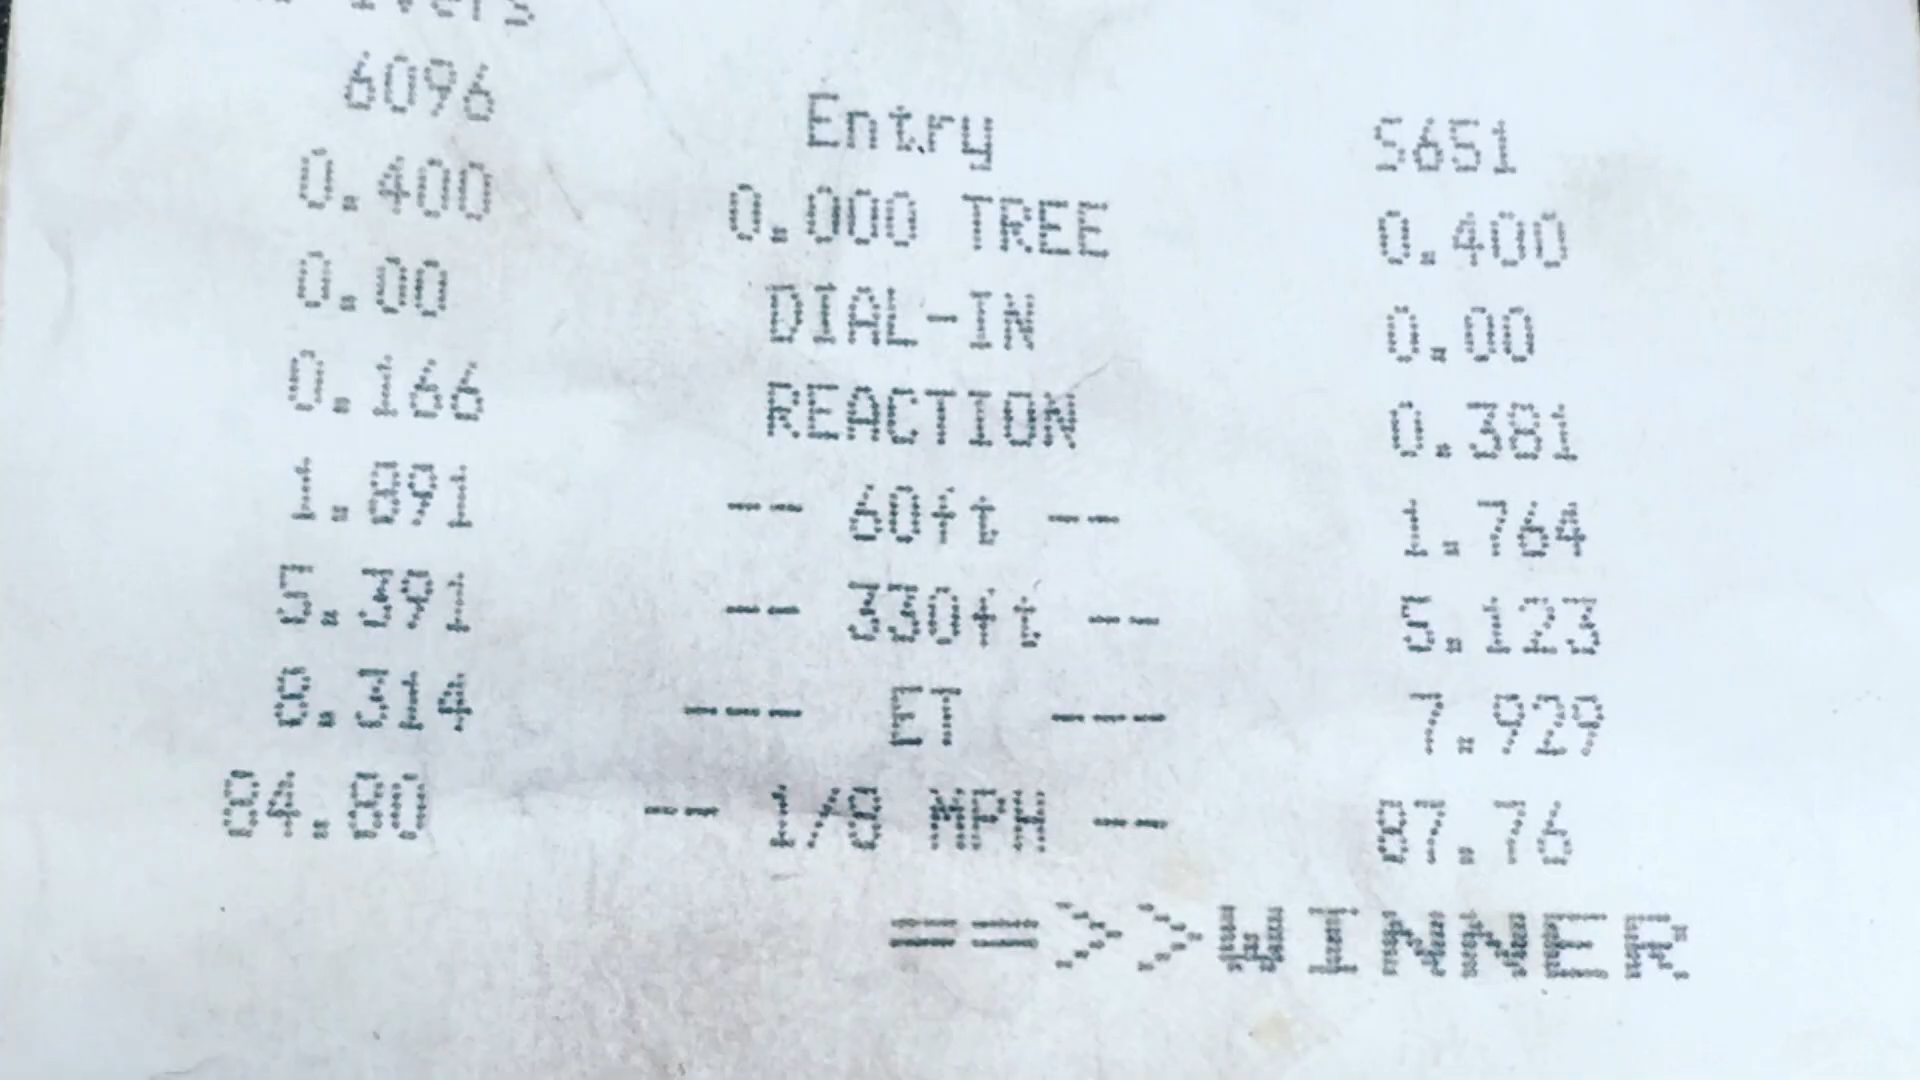 6096 Entry S651
0.400 0.000 TREE 0.400
0.00 DIAL-IN 0.00
0.166 REACTION 0.381
1.891 -- 60ft -- 1.764
5.391 -- 330ft -- 5.123
8.314 --- ET --- 7.929
84.80 -- 1/8 MPH -- 87.76
==>>WINNER